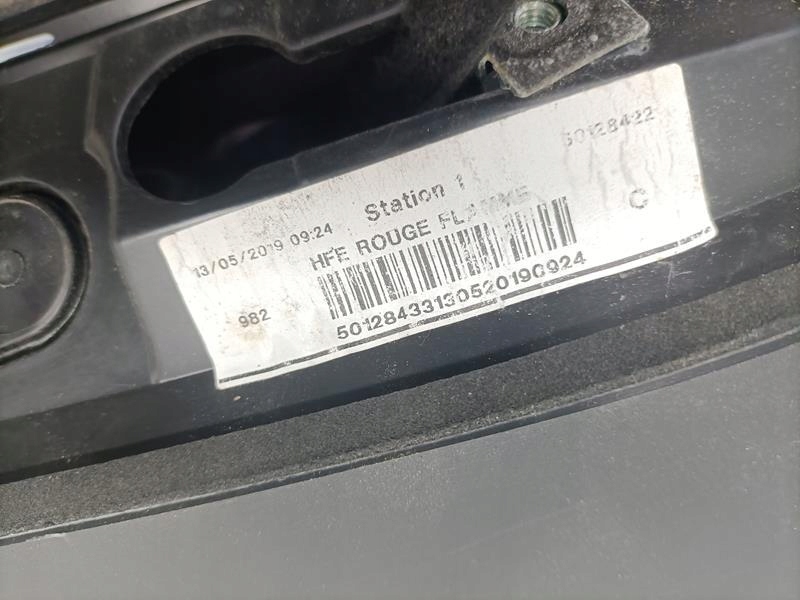 50128422
Station 1
13/05/2019 09:24
HFE ROUGE FLAMME
C
982
50128433130520190924